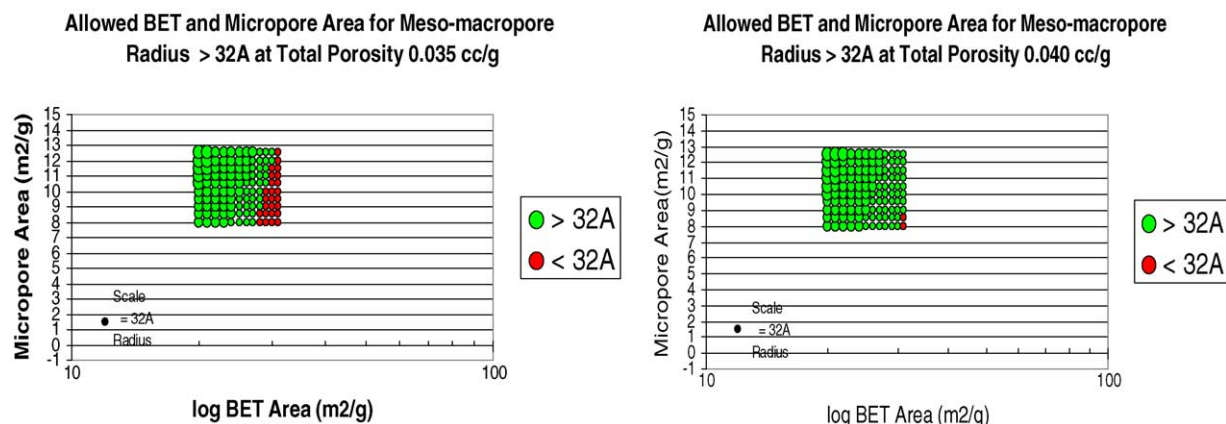 Allowed BET and Micropore Area for Meso-macropore
Radius > 32A at Total Porosity 0.035 cc/g
Micropore Area (m2/g)
15
14
13
12
11
10
9
8
7
6
5
4
3
2
1
0
-1
Scale
= 32A
Radius
10
100
log BET Area (m2/g)
> 32A
< 32A
Allowed BET and Micropore Area for Meso-macropore
Radius > 32A at Total Porosity 0.040 cc/g
Micropore Area(m2/g)
15
14
13
12
11
10
9
8
7
6
5
4
3
2
1
0
-1
Scale
= 32A
Radius
10
100
log BET Area (m2/g)
> 32A
< 32A